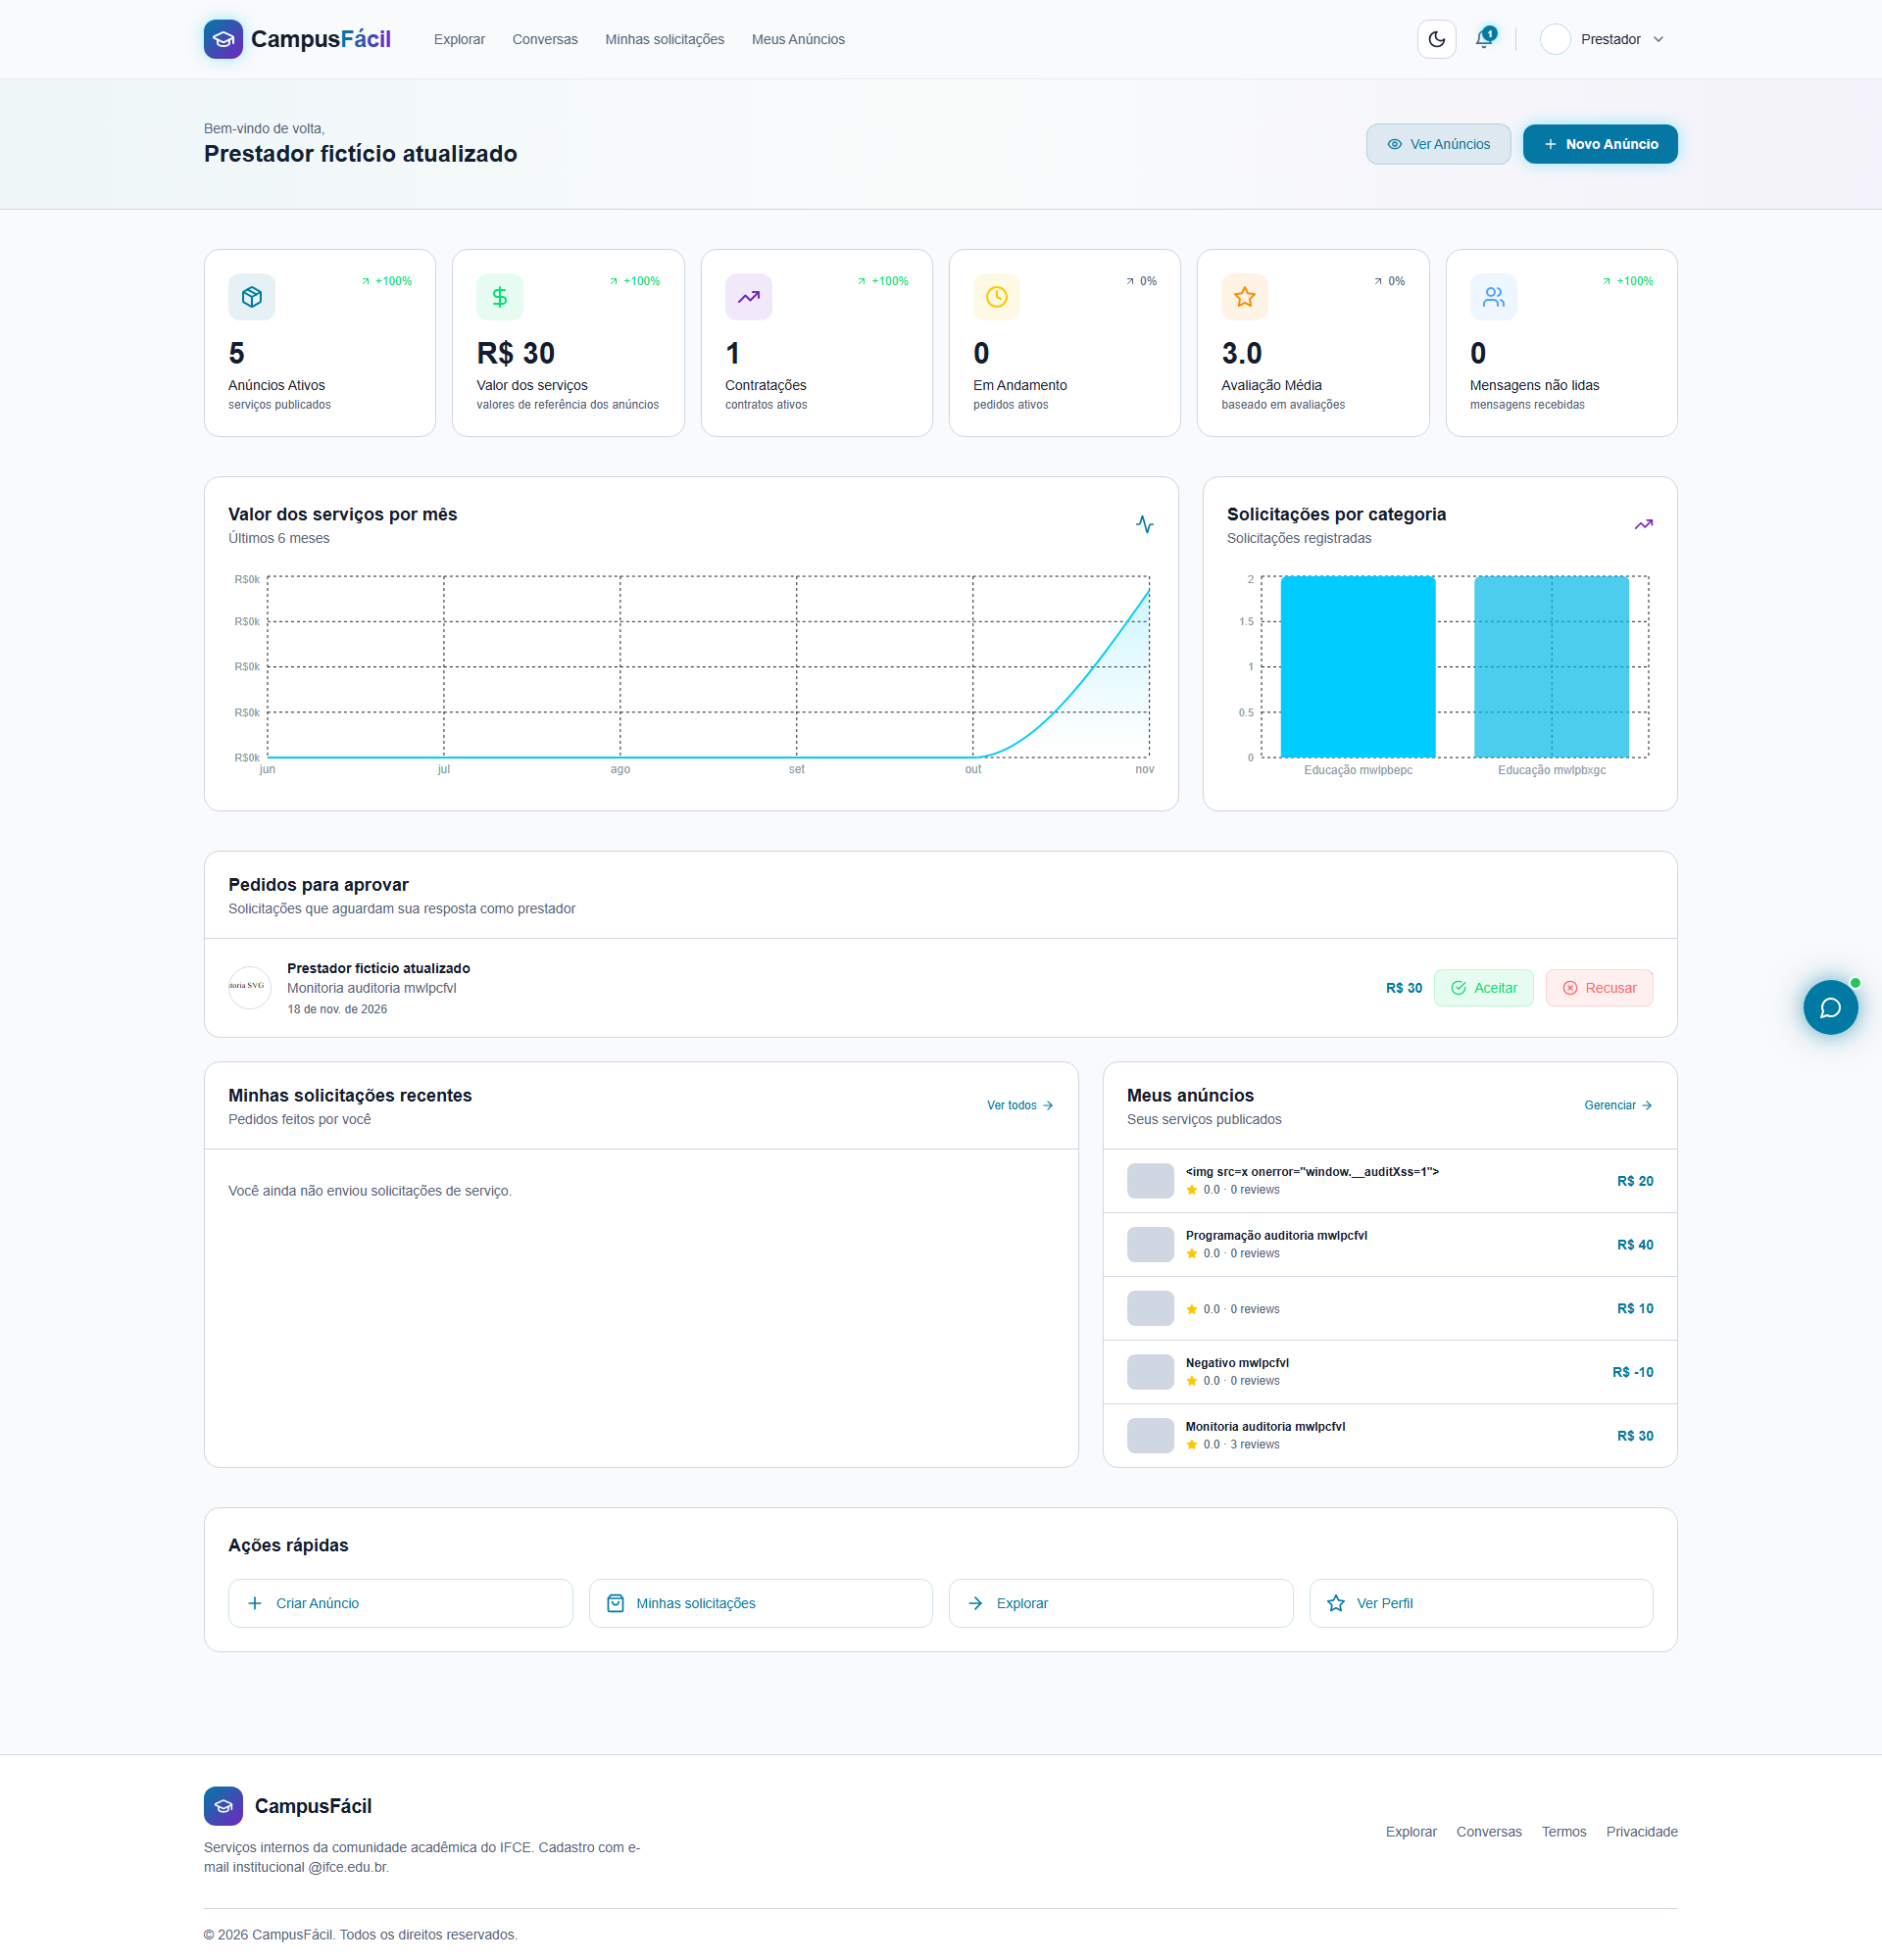 CampusFácil
Explorar
Conversas
Minhas solicitações
Meus Anúncios
1
Prestador
Bem-vindo de volta,
Prestador fictício atualizado
Ver Anúncios
Novo Anúncio
+100%
5
Anúncios Ativos
serviços publicados
+100%
R$ 30
Valor dos serviços
valores de referência dos anúncios
+100%
1
Contratações
contratos ativos
0%
0
Em Andamento
pedidos ativos
0%
3.0
Avaliação Média
baseado em avaliações
+100%
0
Mensagens não lidas
mensagens recebidas
Valor dos serviços por mês
Últimos 6 meses
R$0k
R$0k
R$0k
R$0k
R$0k
jun
jul
ago
set
out
nov
Solicitações por categoria
Solicitações registradas
2
1.5
1
0.5
0
Educação mwlpbepc
Educação mwlpbxgc
Pedidos para aprovar
Solicitações que aguardam sua resposta como prestador
toria SVG
Prestador fictício atualizado
Monitoria auditoria mwlpcfvl
18 de nov. de 2026
R$ 30
Aceitar
Recusar
Minhas solicitações recentes
Pedidos feitos por você
Ver todos
Você ainda não enviou solicitações de serviço.
Meus anúncios
Seus serviços publicados
Gerenciar
<img src=x onerror="window.__auditXss=1">
0.0 · 0 reviews
R$ 20
Programação auditoria mwlpcfvl
0.0 · 0 reviews
R$ 40
0.0 · 0 reviews
R$ 10
Negativo mwlpcfvl
0.0 · 0 reviews
R$ -10
Monitoria auditoria mwlpcfvl
0.0 · 3 reviews
R$ 30
Ações rápidas
Criar Anúncio
Minhas solicitações
Explorar
Ver Perfil
CampusFácil
Serviços internos da comunidade acadêmica do IFCE. Cadastro com e-
mail institucional @ifce.edu.br.
Explorar
Conversas
Termos
Privacidade
© 2026 CampusFácil. Todos os direitos reservados.